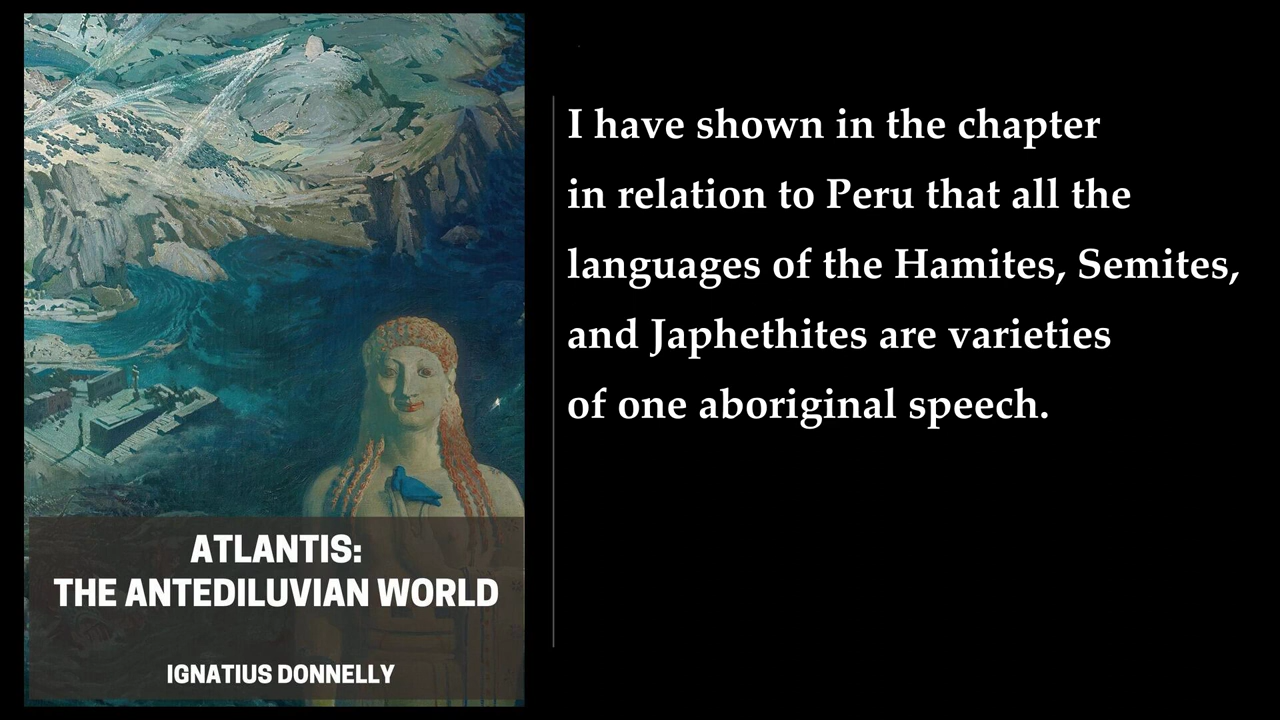 I have shown in the chapter
in relation to Peru that all the
languages of the Hamites, Semites,
and Japhethites are varieties
of one aboriginal speech.
ATLANTIS:
THE ANTEDILUVIAN WORLD
IGNATIUS DONNELLY